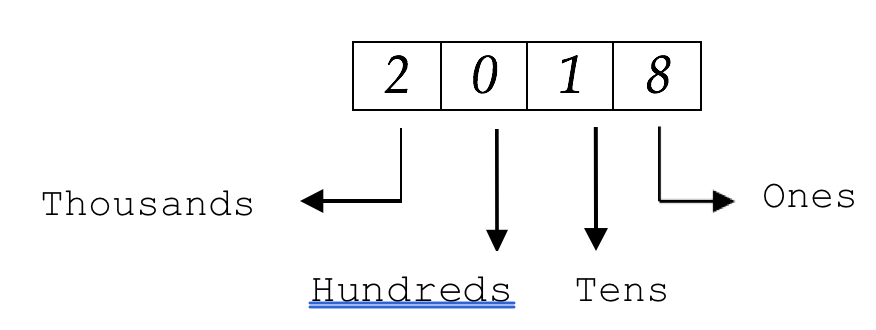 2 0 1 8
Thousands
Ones
Hundreds
Tens